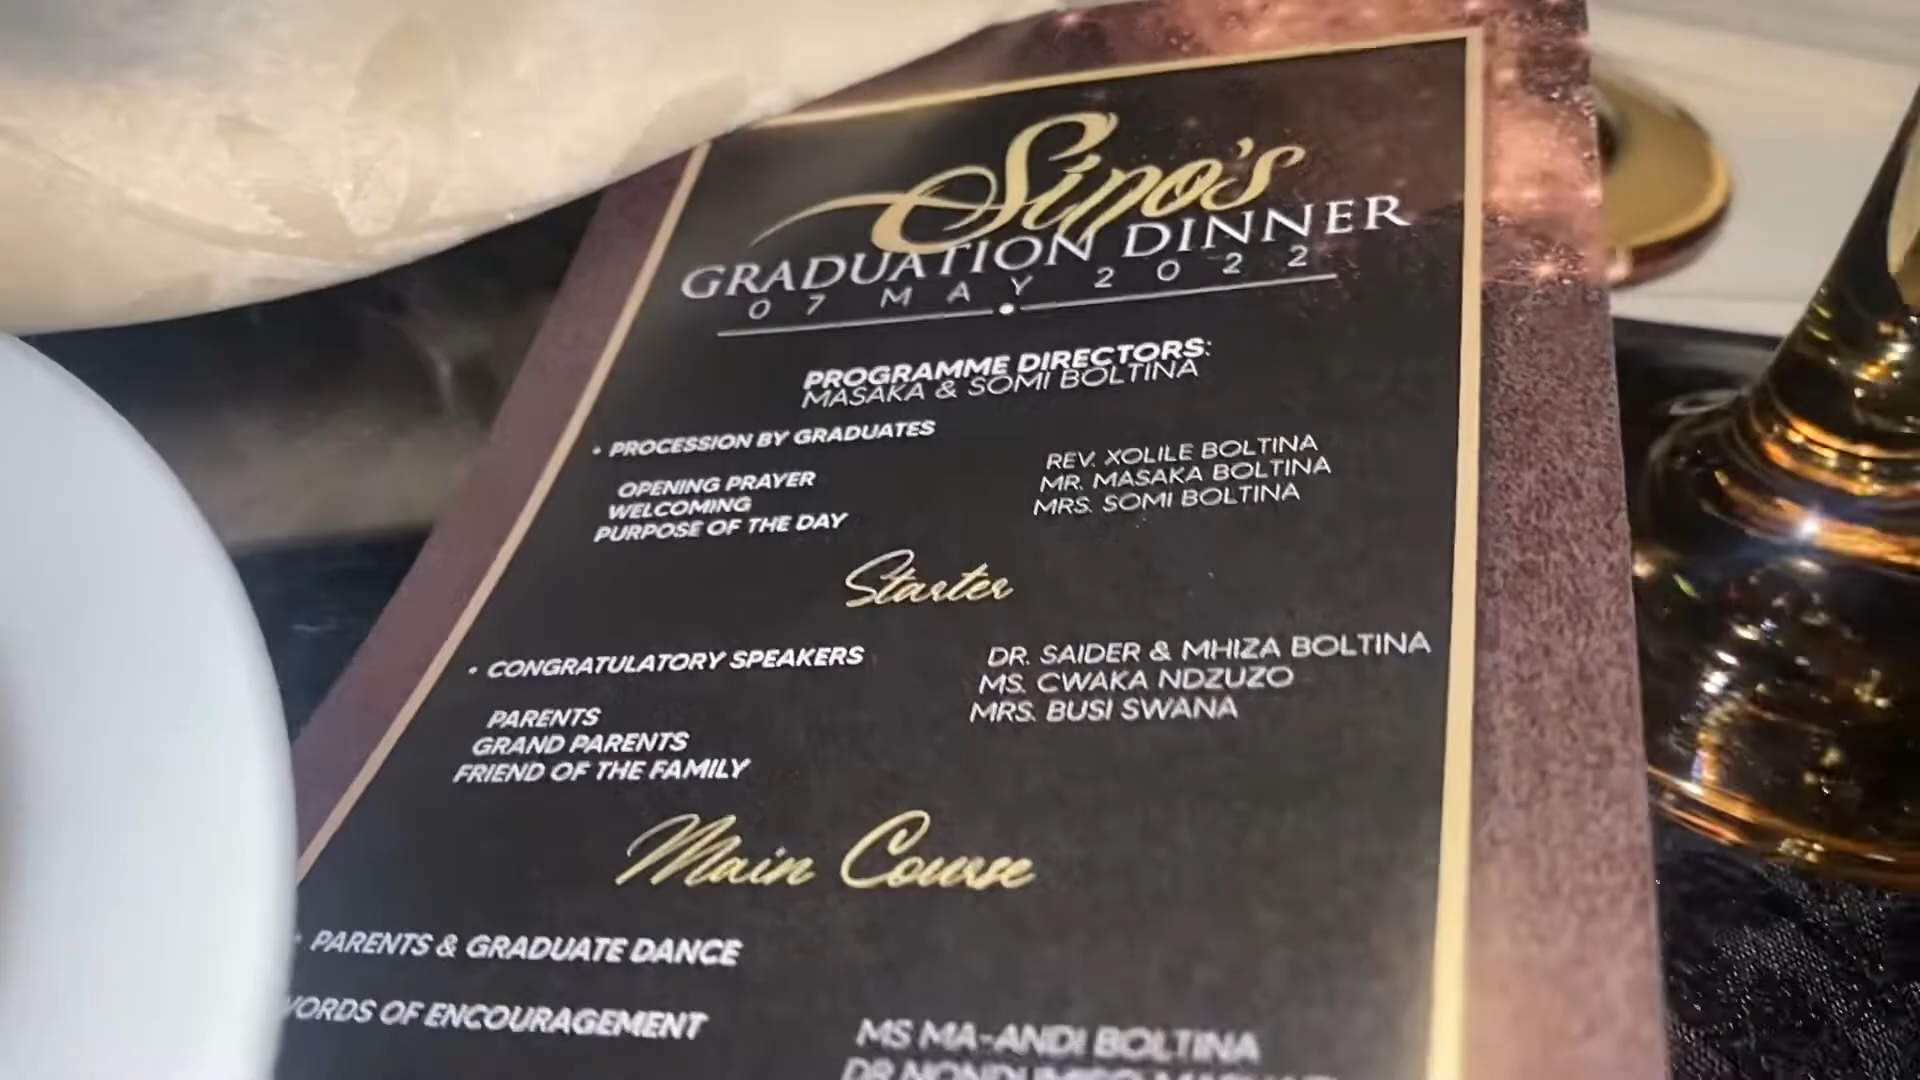 Sipo's
GRADUATION DINNER
07 MAY 2022
PROGRAMME DIRECTORS:
MASAKA & SOMI BOLTINA
• PROCESSION BY GRADUATES
OPENING PRAYER REV. XOLILE BOLTINA
WELCOMING MR. MASAKA BOLTINA
PURPOSE OF THE DAY MRS. SOMI BOLTINA
Starter
• CONGRATULATORY SPEAKERS
PARENTS DR. SAIDER & MHIZA BOLTINA
GRAND PARENTS MS. CWAKA NDZUZO
FRIEND OF THE FAMILY MRS. BUSI SWANA
Main Course
• PARENTS & GRADUATE DANCE
WORDS OF ENCOURAGEMENT
MS MA-ANDI BOLTINA
DR